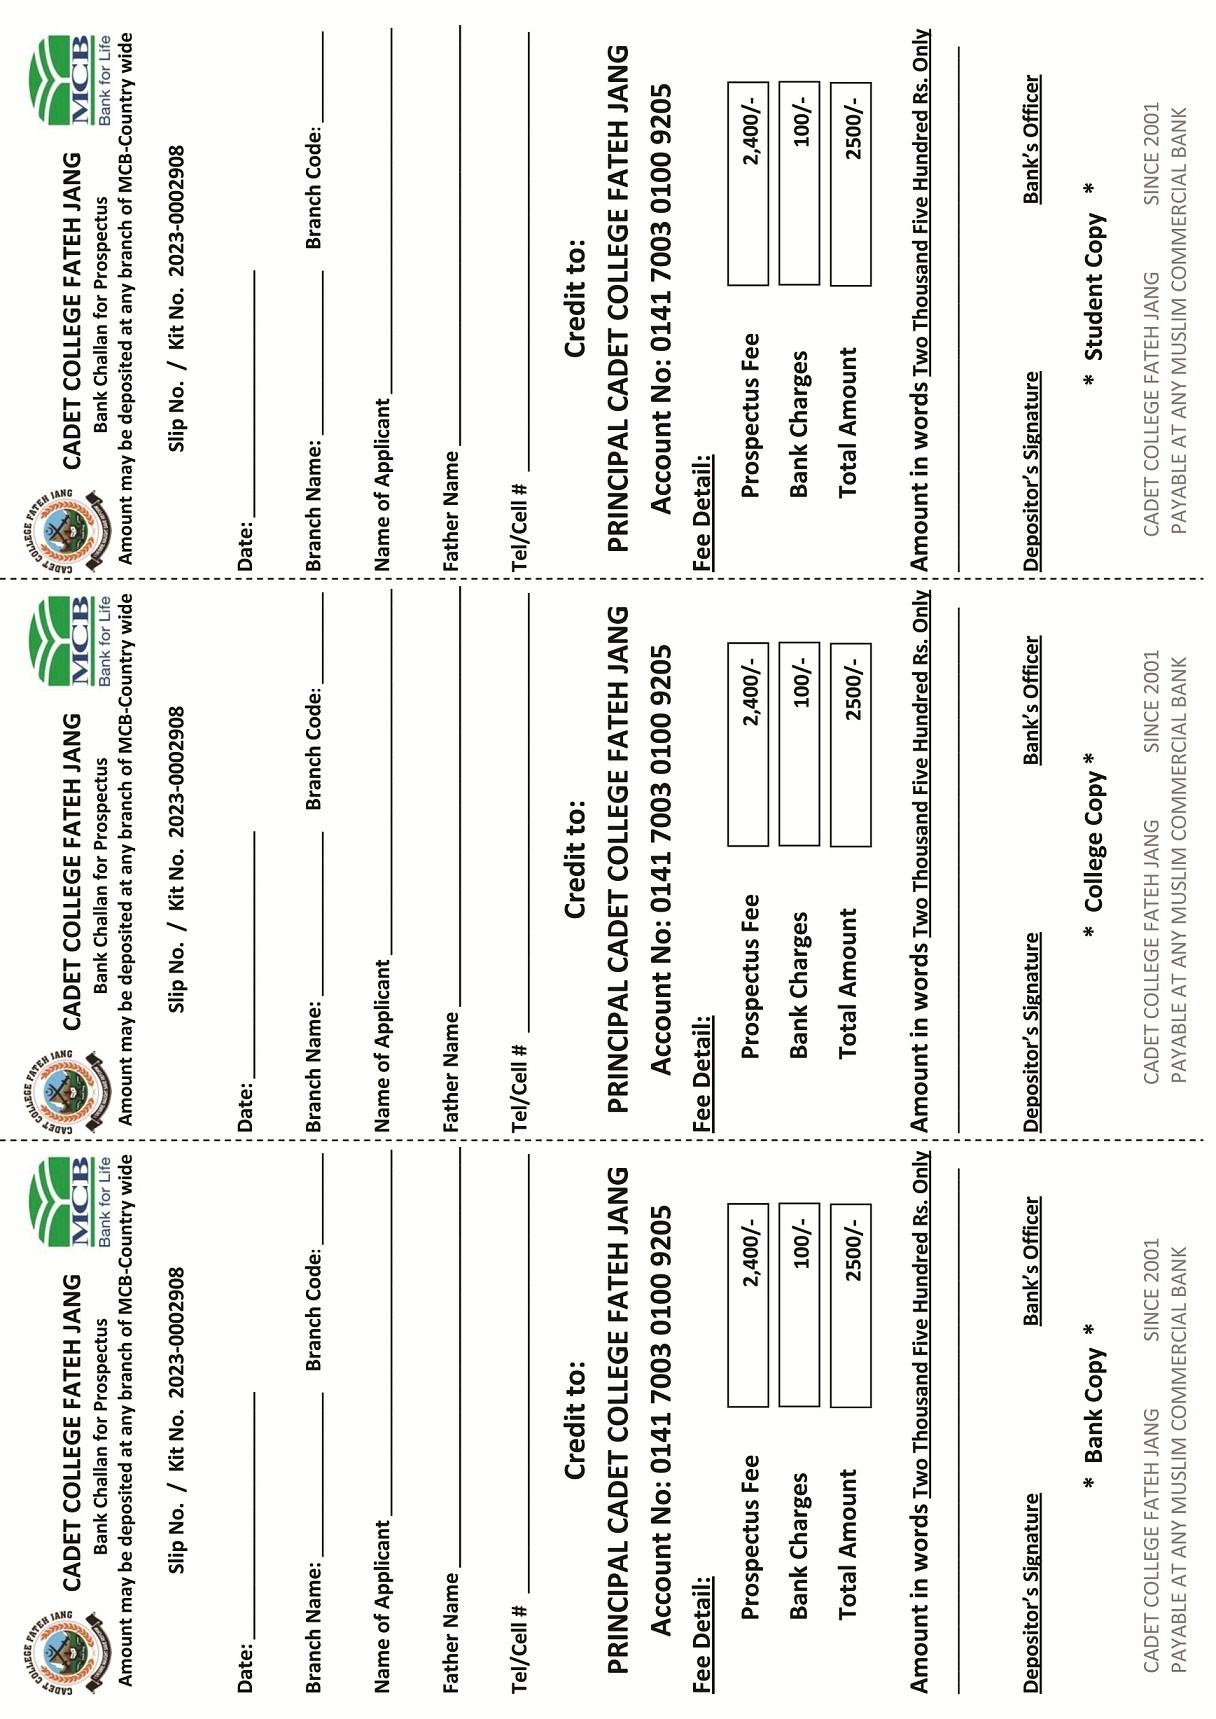 CADET COLLEGE FATEH JANG
MCB
Bank for Life
CADET COLLEGE FATEH JANG
Bank Challan for Prospectus
Amount may be deposited at any branch of MCB-Country wide
Slip No. / Kit No. 2023-0002908
Date:
Branch Name: Branch Code:
Name of Applicant
Father Name
Tel/Cell #
Credit to:
PRINCIPAL CADET COLLEGE FATEH JANG
Account No: 0141 7003 0100 9205
Fee Detail:
Prospectus Fee 2,400/-
Bank Charges 100/-
Total Amount 2500/-
Amount in words Two Thousand Five Hundred Rs. Only
Depositor's Signature Bank's Officer
* Bank Copy *
CADET COLLEGE FATEH JANG SINCE 2001
PAYABLE AT ANY MUSLIM COMMERCIAL BANK
CADET COLLEGE FATEH JANG
MCB
Bank for Life
CADET COLLEGE FATEH JANG
Bank Challan for Prospectus
Amount may be deposited at any branch of MCB-Country wide
Slip No. / Kit No. 2023-0002908
Date:
Branch Name: Branch Code:
Name of Applicant
Father Name
Tel/Cell #
Credit to:
PRINCIPAL CADET COLLEGE FATEH JANG
Account No: 0141 7003 0100 9205
Fee Detail:
Prospectus Fee 2,400/-
Bank Charges 100/-
Total Amount 2500/-
Amount in words Two Thousand Five Hundred Rs. Only
Depositor's Signature Bank's Officer
* College Copy *
CADET COLLEGE FATEH JANG SINCE 2001
PAYABLE AT ANY MUSLIM COMMERCIAL BANK
CADET COLLEGE FATEH JANG
MCB
Bank for Life
CADET COLLEGE FATEH JANG
Bank Challan for Prospectus
Amount may be deposited at any branch of MCB-Country wide
Slip No. / Kit No. 2023-0002908
Date:
Branch Name: Branch Code:
Name of Applicant
Father Name
Tel/Cell #
Credit to:
PRINCIPAL CADET COLLEGE FATEH JANG
Account No: 0141 7003 0100 9205
Fee Detail:
Prospectus Fee 2,400/-
Bank Charges 100/-
Total Amount 2500/-
Amount in words Two Thousand Five Hundred Rs. Only
Depositor's Signature Bank's Officer
* Student Copy *
CADET COLLEGE FATEH JANG SINCE 2001
PAYABLE AT ANY MUSLIM COMMERCIAL BANK